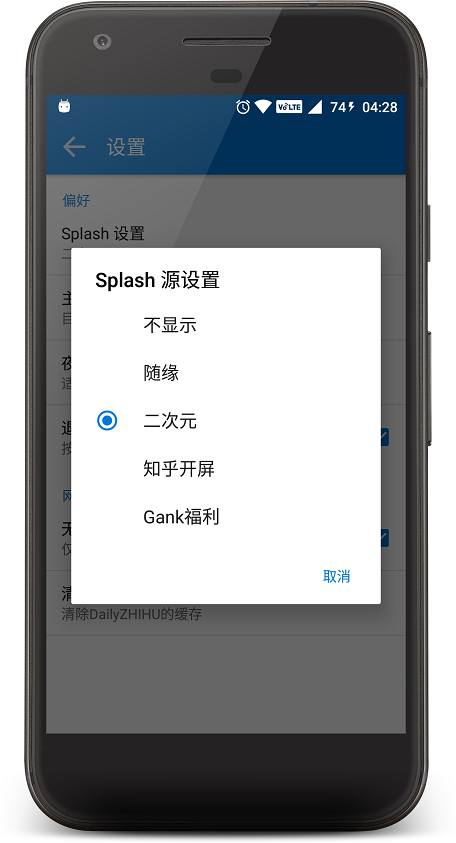 74 04:28
设置
偏好
Splash 设置
Splash 源设置
不显示
随缘
二次元
知乎开屏
Gank福利
取消
清除DailyZHIHU的缓存